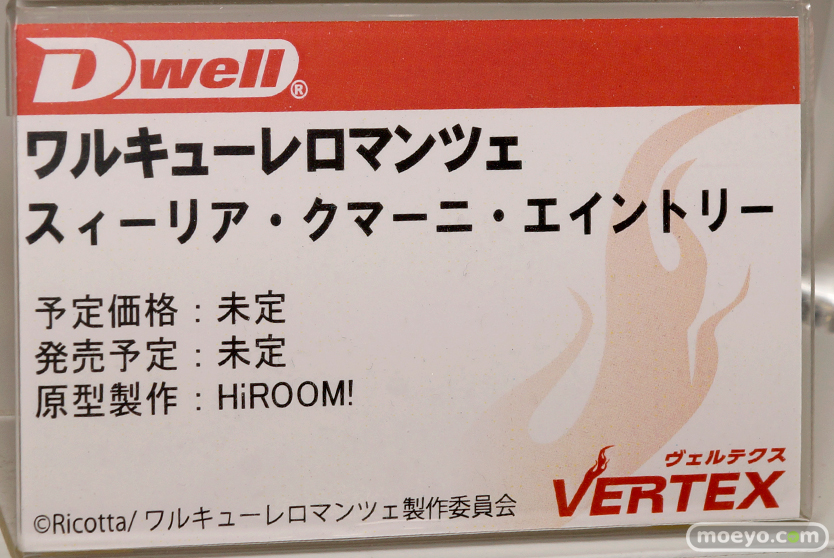 Dwell®
ワルキューレロマンツェ
スィーリア・クマーニ・エイントリー
予定価格：未定
発売予定：未定
原型製作：HiROOM!
ヴェルテクス
VERTEX
©Ricotta/ワルキューレロマンツェ製作委員会
moeyo.com